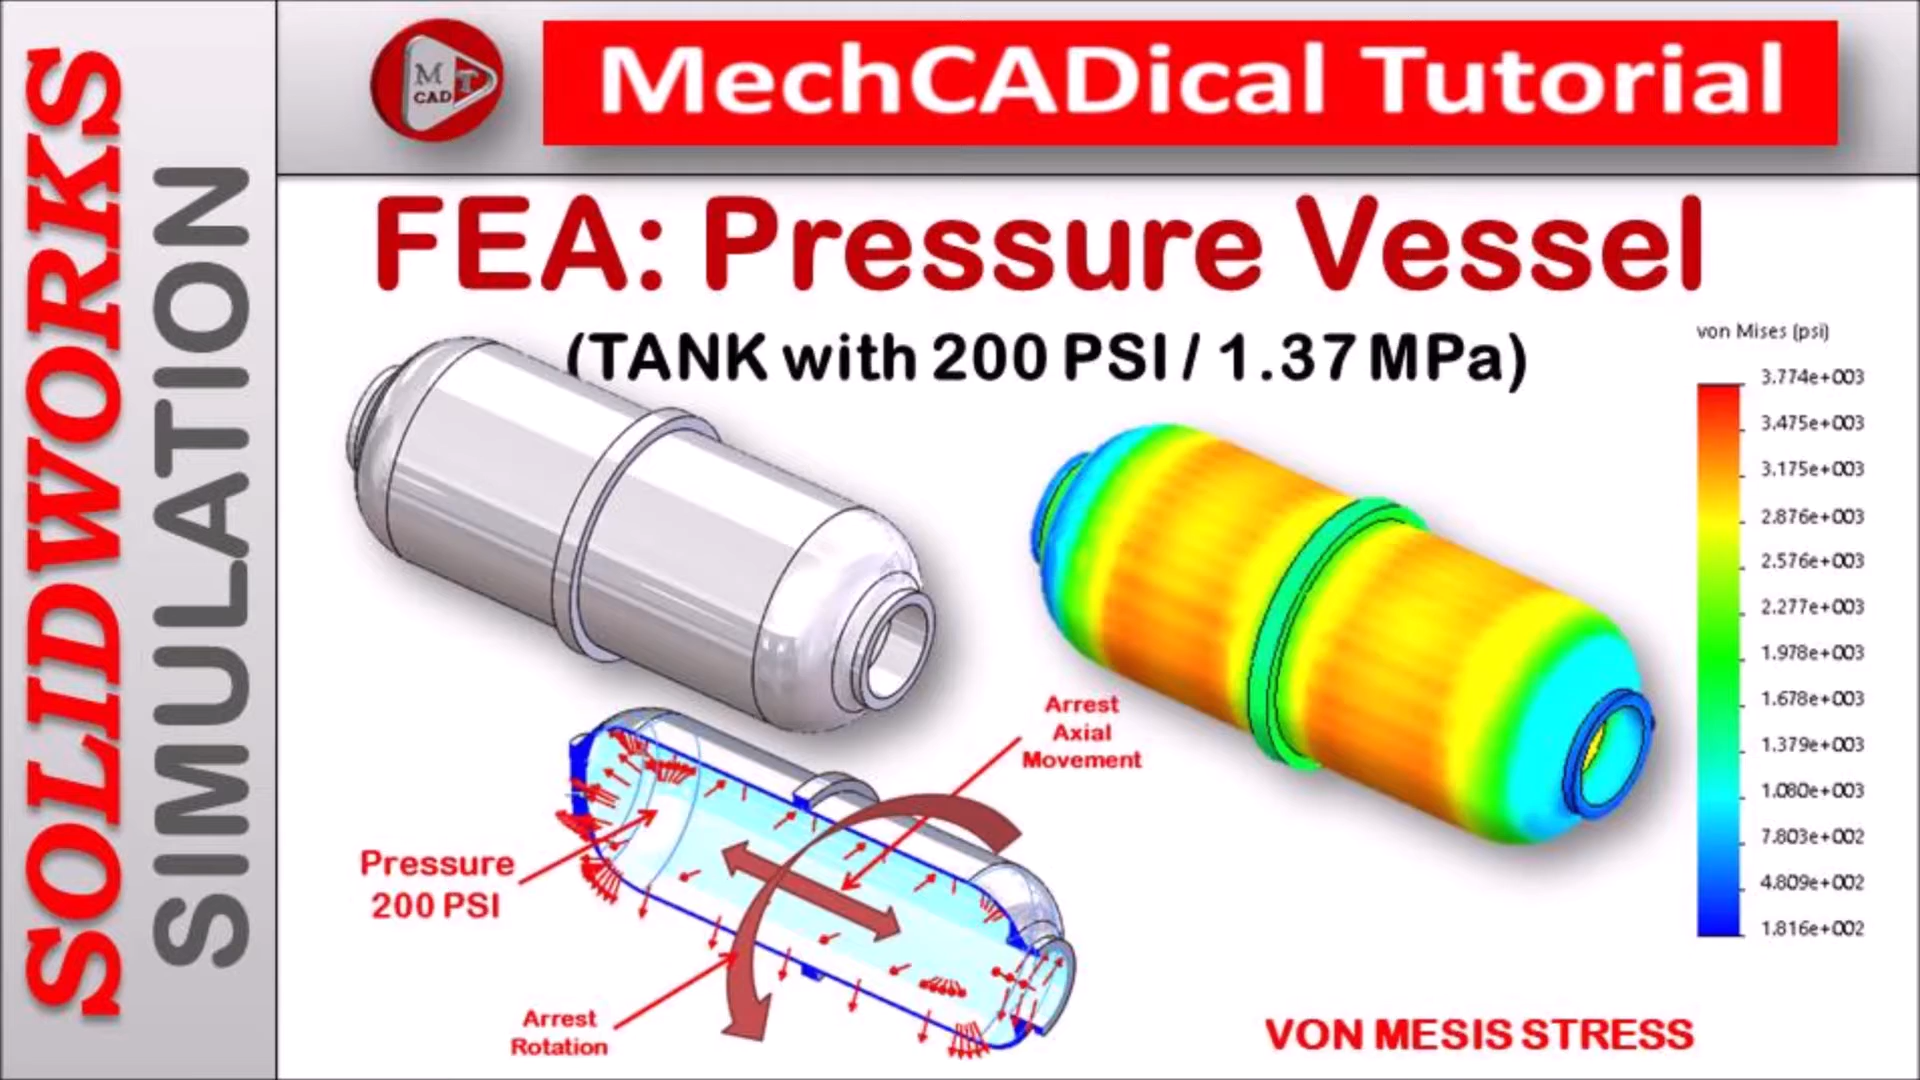 SOLIDWORKS
SIMULATION
M T
CAD
MechCADical Tutorial
FEA: Pressure Vessel
(TANK with 200 PSI / 1.37 MPa)
von Mises (psi)
3.774e+003
3.475e+003
3.175e+003
2.876e+003
2.576e+003
2.277e+003
1.978e+003
1.678e+003
1.379e+003
1.080e+003
7.803e+002
4.809e+002
1.816e+002
Arrest
Axial
Movement
Pressure
200 PSI
Arrest
Rotation
VON MESIS STRESS